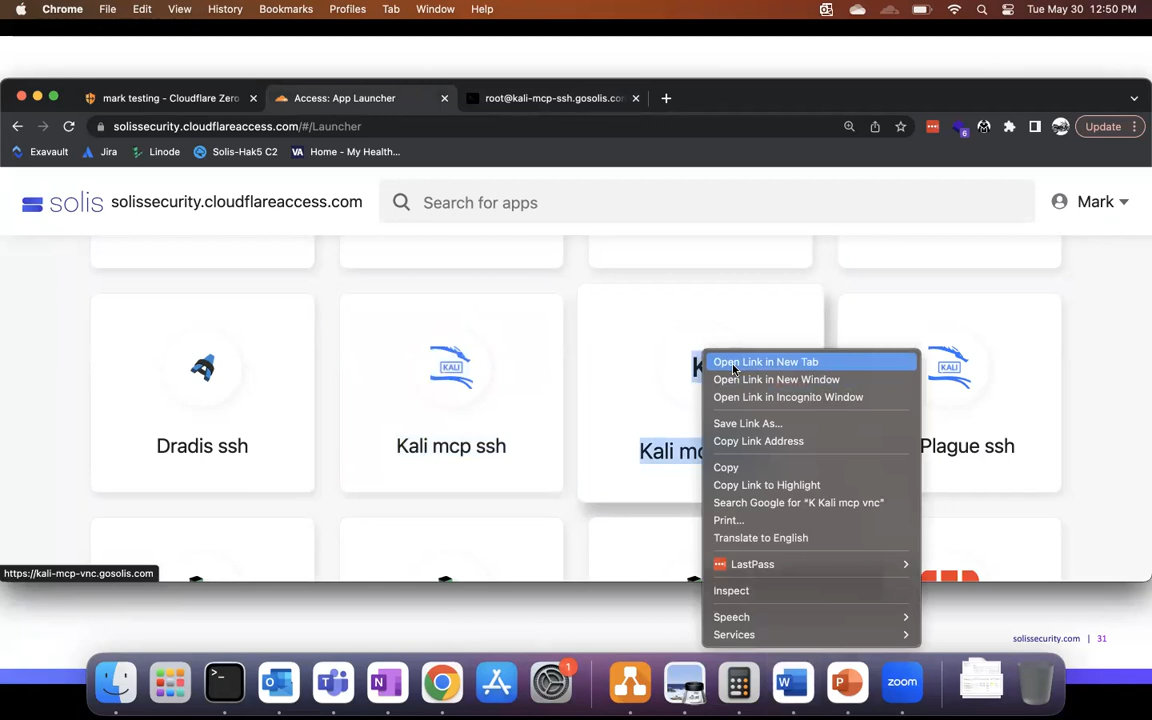 Chrome File Edit View History Bookmarks Profiles Tab Window Help Tue May 30 12:50 PM
mark testing - Cloudflare Zero Access: App Launcher root@kali-mcp-ssh.gosolis.co
solissecurity.cloudflareaccess.com/#/Launcher 6 Update
Exavault Jira Linode Solis-Hak5 C2 VA Home - My Health...
solis solissecurity.cloudflareaccess.com Search for apps Mark
KALI
K
KALI
Dradis ssh
Kali mcp ssh
Kali mc
Plague ssh
Open Link in New Tab
Open Link in New Window
Open Link in Incognito Window
Save Link As...
Copy Link Address
Copy
Copy Link to Highlight
Search Google for “K Kali mcp vnc”
Print...
Translate to English
LastPass
Inspect
Speech
Services
https://kali-mcp-vnc.gosolis.com
solissecurity.com | 31
1
zoom